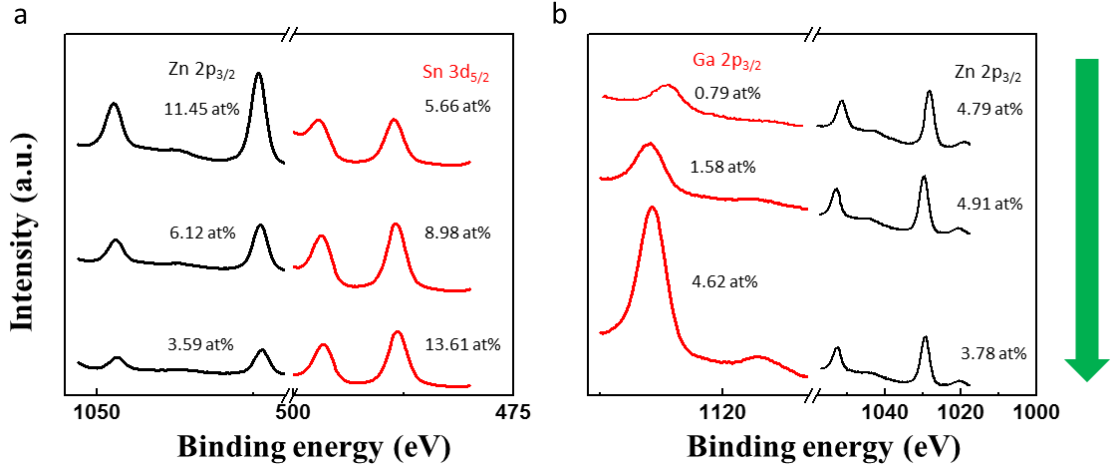 a
Zn 2p3/2
Sn 3d5/2
11.45 at%
5.66 at%
6.12 at%
8.98 at%
3.59 at%
13.61 at%
1050
500
475
Binding energy (eV)
Intensity (a.u.)
b
Ga 2p3/2
Zn 2p3/2
0.79 at%
4.79 at%
1.58 at%
4.91 at%
4.62 at%
3.78 at%
1120
1040
1020
1000
Binding energy (eV)